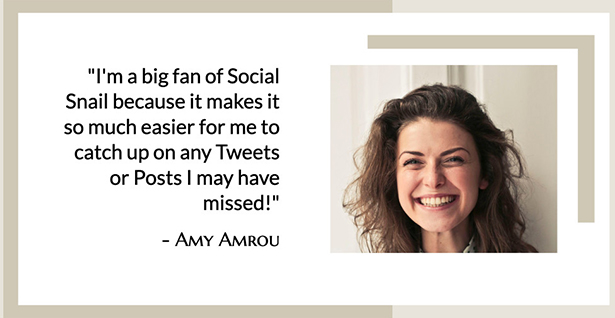 "I'm a big fan of Social
Snail because it makes it
so much easier for me to
catch up on any Tweets
or Posts I may have
missed!"
- Amy Amrou